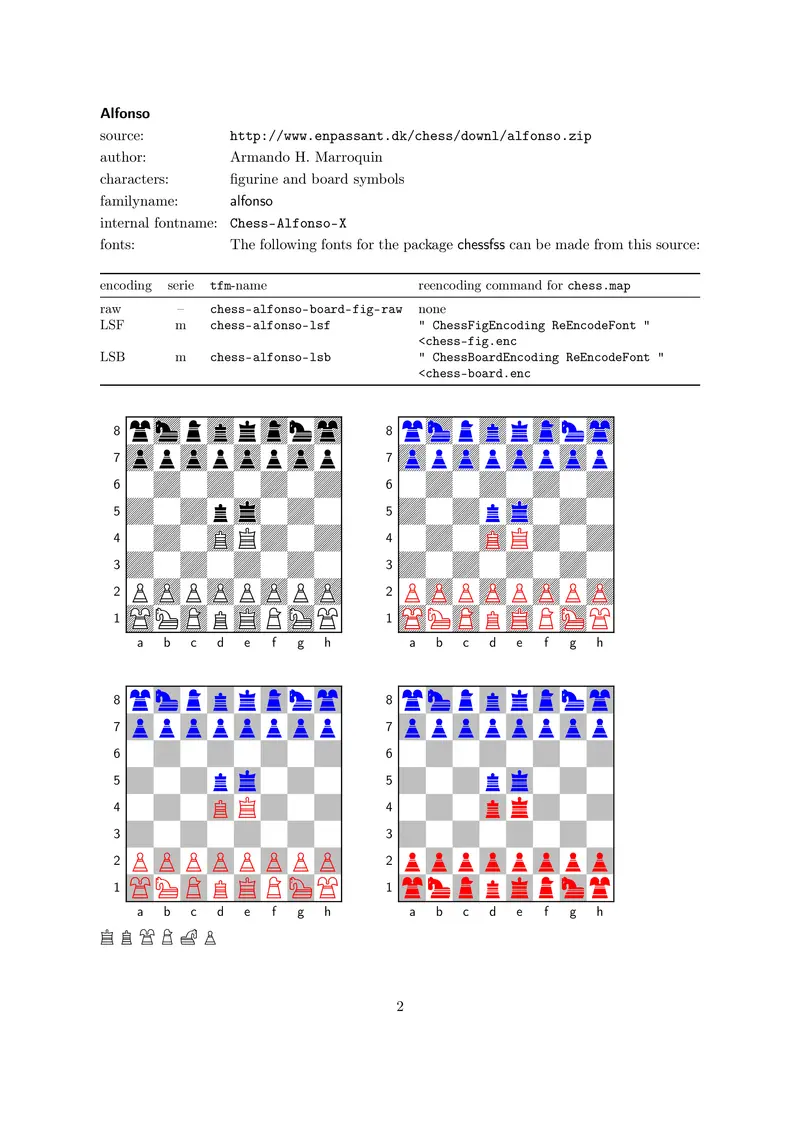 Alfonso
source: http://www.enpassant.dk/chess/downl/alfonso.zip
author: Armando H. Marroquin
characters: figurine and board symbols
familyname: alfonso
internal fontname: Chess-Alfonso-X
fonts: The following fonts for the package chessfss can be made from this source:
encoding serie tfm-name reencoding command for chess.map
raw – chess-alfonso-board-fig-raw none
LSF m chess-alfonso-lsf " ChessFigEncoding ReEncodeFont "
<chess-fig.enc
LSB m chess-alfonso-lsb " ChessBoardEncoding ReEncodeFont "
<chess-board.enc
8 8
7 7
6 6
5 5
4 4
3 3
2 2
1 1
a b c d e f g h a b c d e f g h
8 8
7 7
6 6
5 5
4 4
3 3
2 2
1 1
a b c d e f g h a b c d e f g h
2